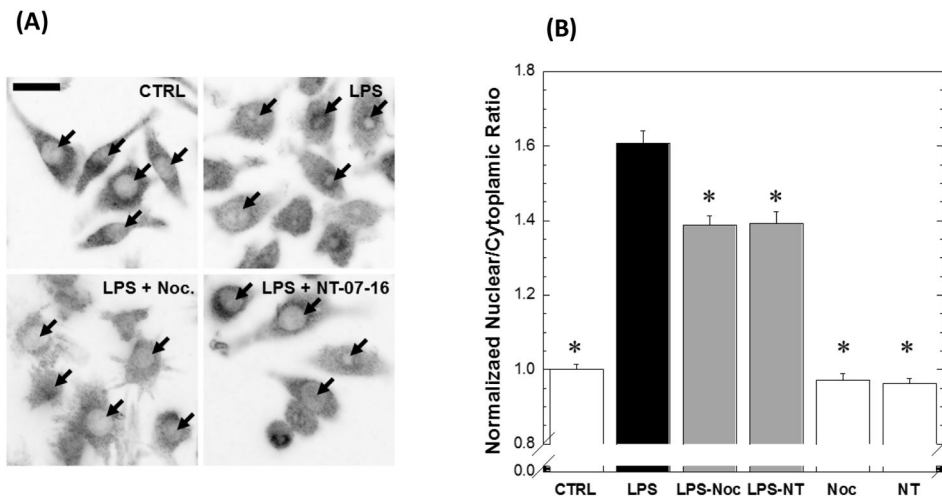 (A)
(B)
CTRL
LPS
LPS + Noc.
LPS + NT-07-16
Normalizaed Nuclear/Cytoplamic Ratio
1.8
1.6
1.4
1.2
1.0
0.8
0.0
*
*
*
*
*
CTRL LPS LPS-Noc LPS-NT Noc NT